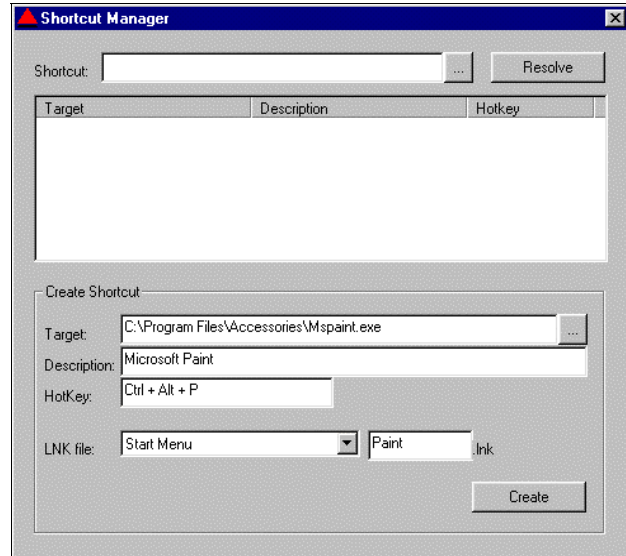 Shortcut Manager
Shortcut: ... Resolve
Target Description Hotkey
Create Shortcut
Target: C:\Program Files\Accessories\Mspaint.exe ...
Description: Microsoft Paint
HotKey: Ctrl + Alt + P
LNK file: Start Menu Paint .lnk
Create